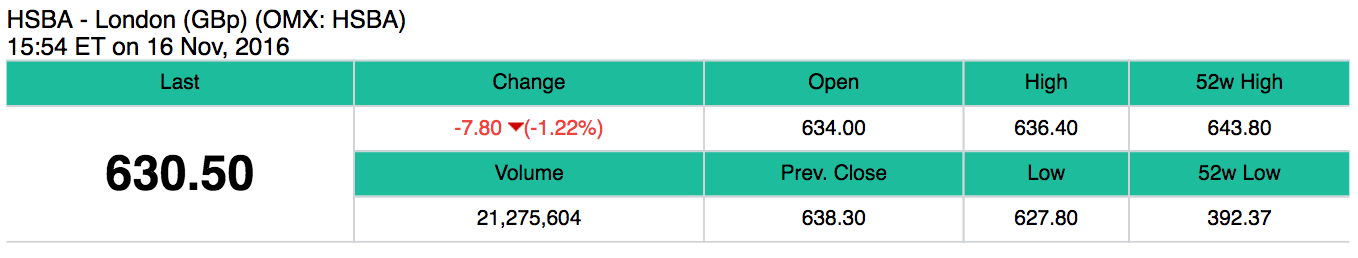 HSBA - London (GBp) (OMX: HSBA)
15:54 ET on 16 Nov, 2016
Last Change Open High 52w High
630.50 -7.80 ▼(-1.22%) 634.00 636.40 643.80
Volume Prev. Close Low 52w Low
21,275,604 638.30 627.80 392.37